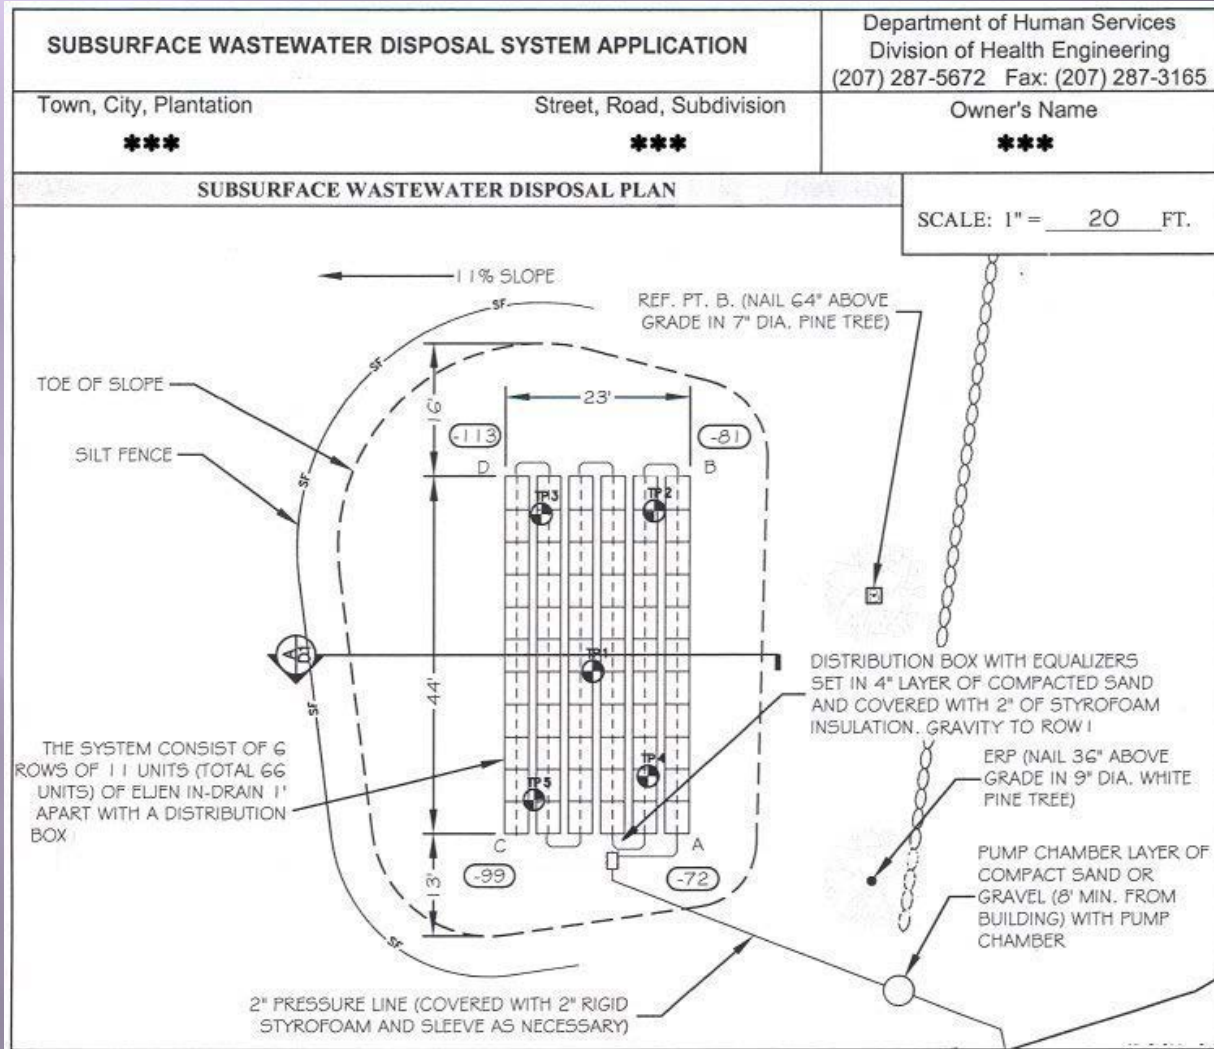 SUBSURFACE WASTEWATER DISPOSAL SYSTEM APPLICATION
Department of Human Services
Division of Health Engineering
(207) 287-5672 Fax: (207) 287-3165
Town, City, Plantation
Street, Road, Subdivision
Owner's Name
***
***
***
SUBSURFACE WASTEWATER DISPOSAL PLAN
SCALE: 1" = 20 FT.
11% SLOPE
SF
REF. PT. B. (NAIL 64" ABOVE
GRADE IN 7" DIA. PINE TREE)
SF
TOE OF SLOPE
16'
23'
-113
-81
SILT FENCE
D
B
SF
TP3
TP2
A
D1
TP1
44'
SF
DISTRIBUTION BOX WITH EQUALIZERS
SET IN 4" LAYER OF COMPACTED SAND
AND COVERED WITH 2" OF STYROFOAM
INSULATION. GRAVITY TO ROW 1
THE SYSTEM CONSIST OF 6
ROWS OF 11 UNITS (TOTAL 66
UNITS) OF ELJEN IN-DRAIN 1'
APART WITH A DISTRIBUTION
BOX
TP4
TP5
ERP (NAIL 36" ABOVE
GRADE IN 9" DIA. WHITE
PINE TREE)
C
A
13'
-99
-72
PUMP CHAMBER LAYER OF
COMPACT SAND OR
GRAVEL (8' MIN. FROM
BUILDING) WITH PUMP
CHAMBER
SF
2" PRESSURE LINE (COVERED WITH 2" RIGID
STYROFOAM AND SLEEVE AS NECESSARY)